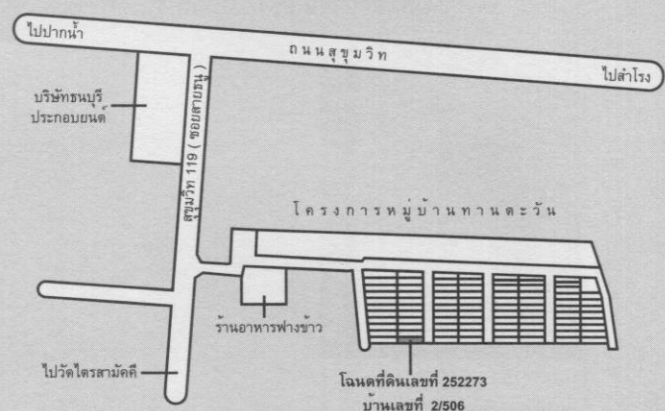 ไปปากน้ำ
ถนนสุขุมวิท
ไปสำโรง
บริษัทธนบุรี
ประกอบยนต์
สุขุมวิท 119 ( ซอยสายธนู )
โครงการหมู่บ้านทานตะวัน
ร้านอาหารฟางข้าว
ไปวัดไตรสามัคคี
โฉนดที่ดินเลขที่ 252273
บ้านเลขที่ 2/506